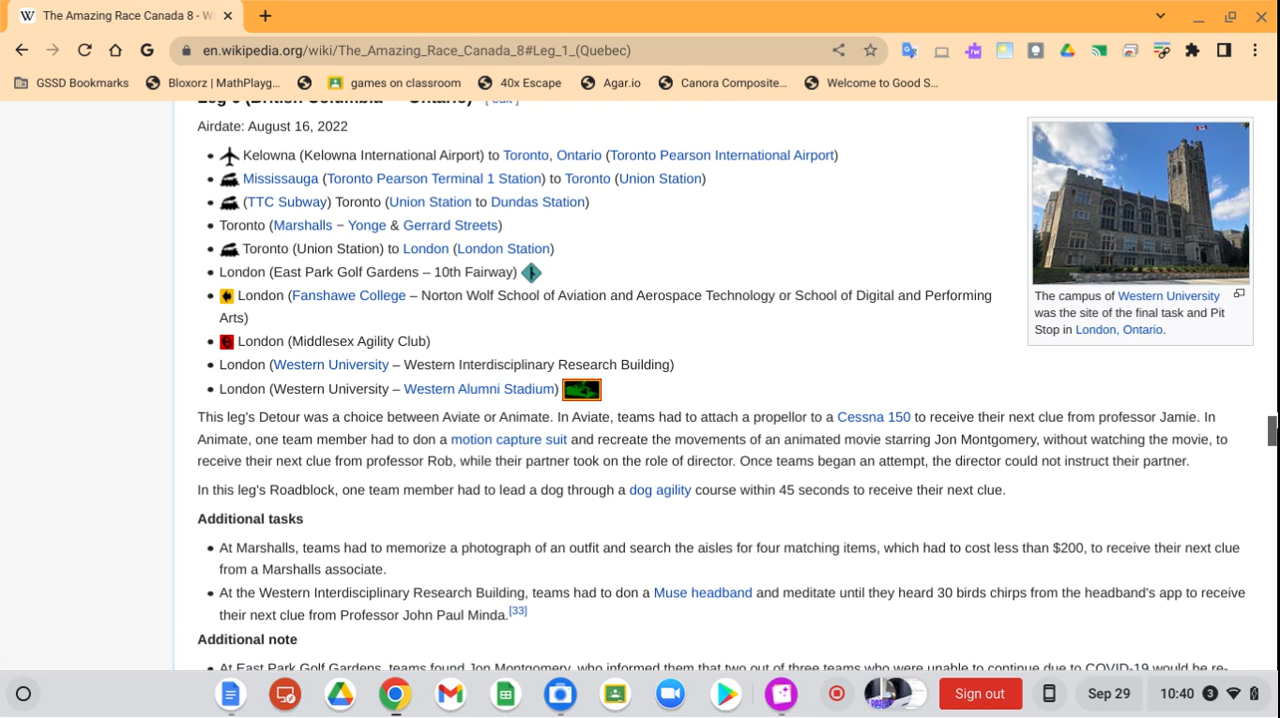 The Amazing Race Canada 8 - W
en.wikipedia.org/wiki/The_Amazing_Race_Canada_8#Leg_1_(Quebec)
GSSD Bookmarks Bloxorz | MathPlayg... games on classroom 40x Escape Agar.io Canora Composite... Welcome to Good S...
(British Columbia Ontario) [ edit ]
Airdate: August 16, 2022
Kelowna (Kelowna International Airport) to Toronto, Ontario (Toronto Pearson International Airport)
Mississauga (Toronto Pearson Terminal 1 Station) to Toronto (Union Station)
(TTC Subway) Toronto (Union Station to Dundas Station)
Toronto (Marshalls – Yonge & Gerrard Streets)
Toronto (Union Station) to London (London Station)
London (East Park Golf Gardens – 10th Fairway)
London (Fanshawe College – Norton Wolf School of Aviation and Aerospace Technology or School of Digital and Performing
Arts)
London (Middlesex Agility Club)
London (Western University – Western Interdisciplinary Research Building)
London (Western University – Western Alumni Stadium)
The campus of Western University
was the site of the final task and Pit
Stop in London, Ontario.
This leg's Detour was a choice between Aviate or Animate. In Aviate, teams had to attach a propellor to a Cessna 150 to receive their next clue from professor Jamie. In
Animate, one team member had to don a motion capture suit and recreate the movements of an animated movie starring Jon Montgomery, without watching the movie, to
receive their next clue from professor Rob, while their partner took on the role of director. Once teams began an attempt, the director could not instruct their partner.
In this leg's Roadblock, one team member had to lead a dog through a dog agility course within 45 seconds to receive their next clue.
Additional tasks
At Marshalls, teams had to memorize a photograph of an outfit and search the aisles for four matching items, which had to cost less than $200, to receive their next clue
from a Marshalls associate.
At the Western Interdisciplinary Research Building, teams had to don a Muse headband and meditate until they heard 30 birds chirps from the headband's app to receive
their next clue from Professor John Paul Minda.[33]
Additional note
At East Park Golf Gardens, teams found Jon Montgomery, who informed them that two out of three teams who were unable to continue due to COVID-19 would be re-
Sign out Sep 29 10:40 3